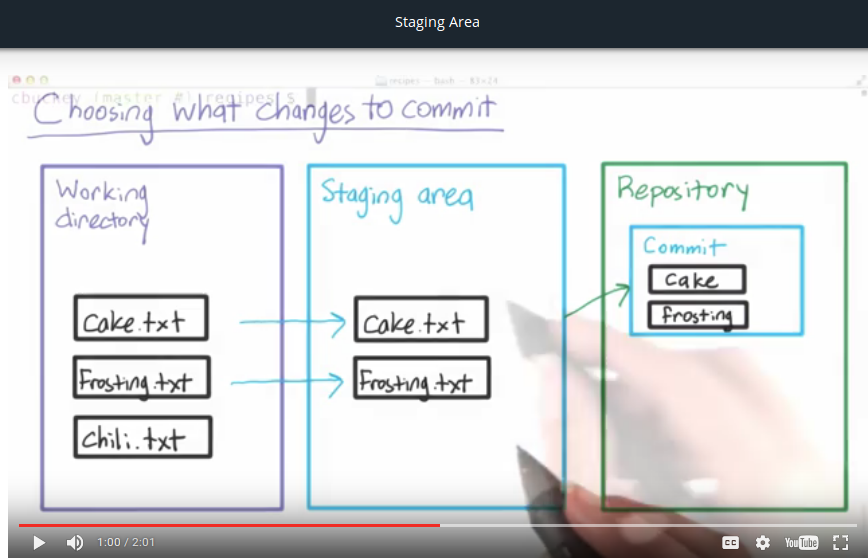 Staging Area
recipes — bash — 83×24
cbuckey (master #) recipes $
Choosing what changes to commit
Working
directory
Cake.txt
Frosting.txt
Chili.txt
Staging area
Cake.txt
Frosting.txt
Repository
Commit
Cake
Frosting
1:00 / 2:01
CC
YouTube